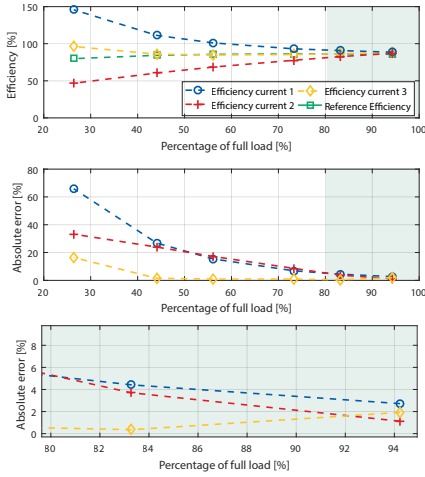 150
100
50
0
Efficiency [%]
Efficiency current 1
Efficiency current 2
Efficiency current 3
Reference Efficiency
20 30 40 50 60 70 80 90 100
Percentage of full load [%]
80
60
40
20
0
Absolute error [%]
20 30 40 50 60 70 80 90 100
Percentage of full load [%]
8
6
4
2
0
Absolute error [%]
80 82 84 86 88 90 92 94
Percentage of full load [%]